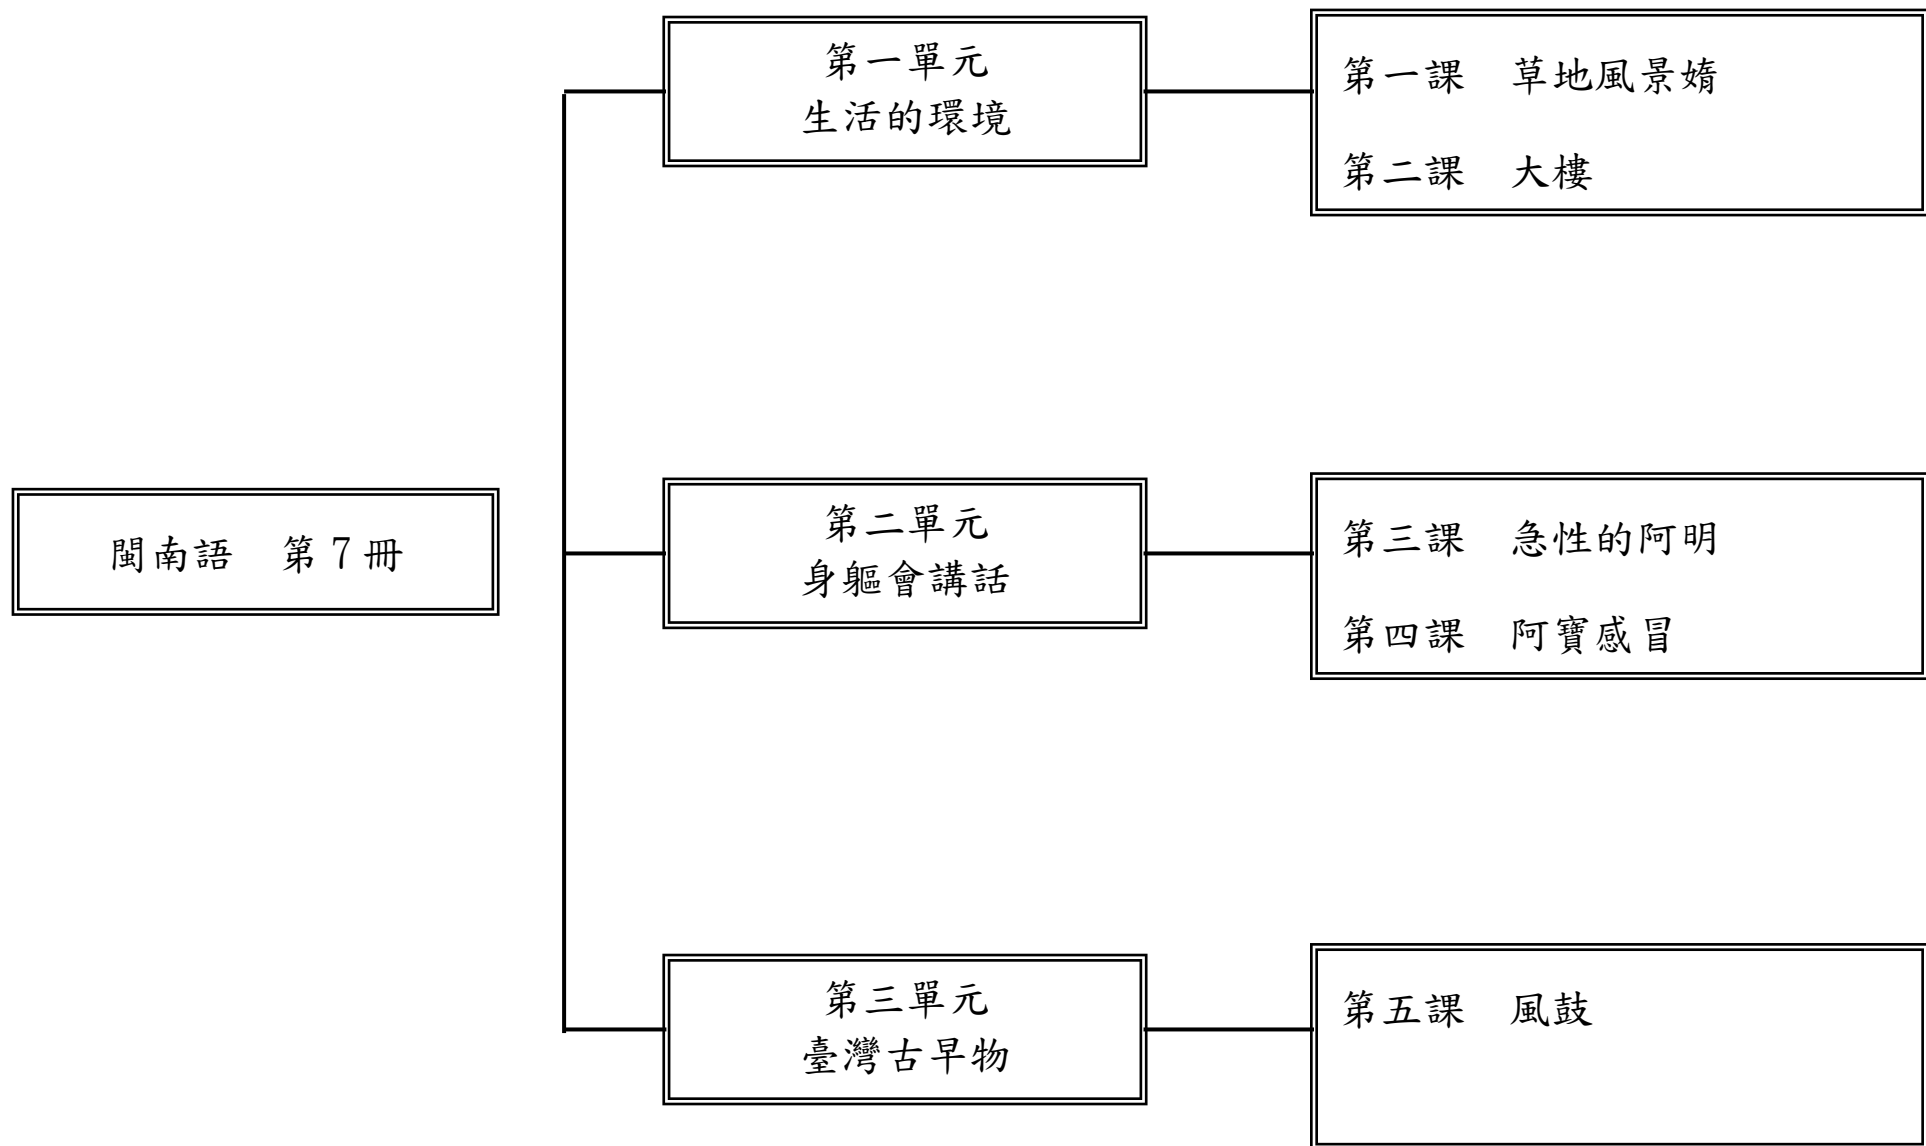 閩南語　第7冊
第一單元
生活的環境
第一課　草地風景媠
第二課　大樓
第二單元
身軀會講話
第三課　急性的阿明
第四課　阿寶感冒
第三單元
臺灣古早物
第五課　風鼓